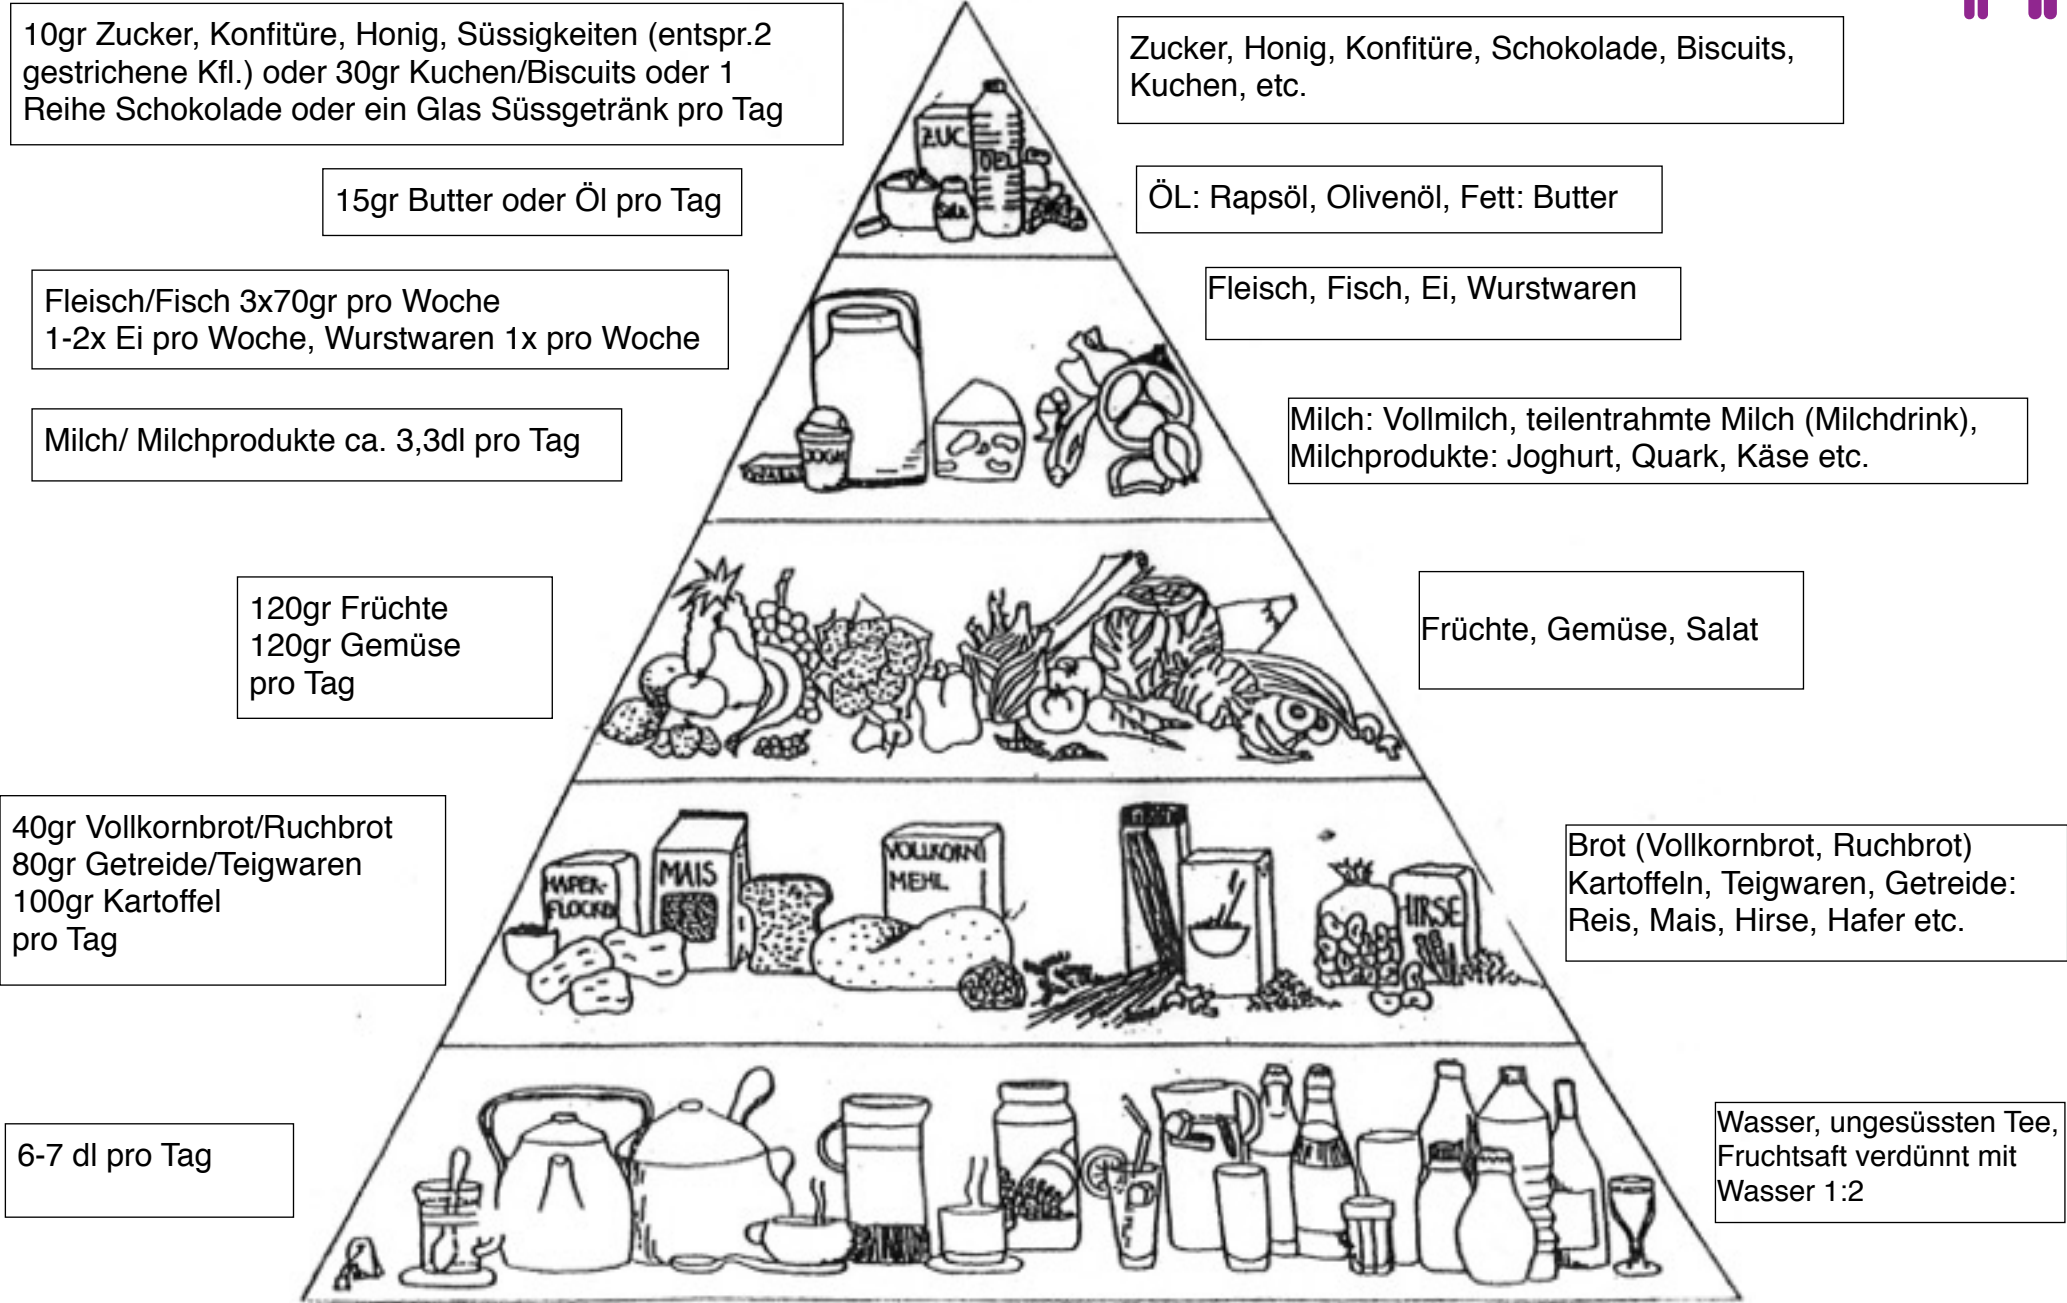 10gr Zucker, Konfitüre, Honig, Süssigkeiten (entspr.2
gestrichene Kfl.) oder 30gr Kuchen/Biscuits oder 1
Reihe Schokolade oder ein Glas Süssgetränk pro Tag
Zucker, Honig, Konfitüre, Schokolade, Biscuits,
Kuchen, etc.
ZUC
OEL
15gr Butter oder Öl pro Tag
ÖL: Rapsöl, Olivenöl, Fett: Butter
Fleisch/Fisch 3x70gr pro Woche
1-2x Ei pro Woche, Wurstwaren 1x pro Woche
Fleisch, Fisch, Ei, Wurstwaren
Milch/ Milchprodukte ca. 3,3dl pro Tag
Milch: Vollmilch, teilentrahmte Milch (Milchdrink),
Milchprodukte: Joghurt, Quark, Käse etc.
JOGH
120gr Früchte
120gr Gemüse
pro Tag
Früchte, Gemüse, Salat
40gr Vollkornbrot/Ruchbrot
80gr Getreide/Teigwaren
100gr Kartoffel
pro Tag
HAFER-
FLOCKEN
MAIS
VOLLKORN
MEHL
HIRSE
Brot (Vollkornbrot, Ruchbrot)
Kartoffeln, Teigwaren, Getreide:
Reis, Mais, Hirse, Hafer etc.
6-7 dl pro Tag
Wasser, ungesüssten Tee,
Fruchtsaft verdünnt mit
Wasser 1:2